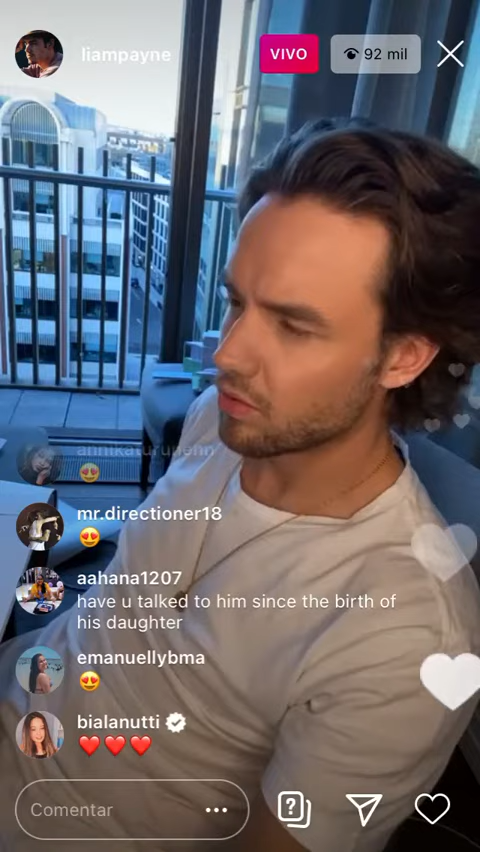 liampayne
VIVO
92 mil
mr.directioner18
😍
aahana1207
have u talked to him since the birth of
his daughter
emanuellybma
😍
bialanutti
❤️❤️❤️
Comentar